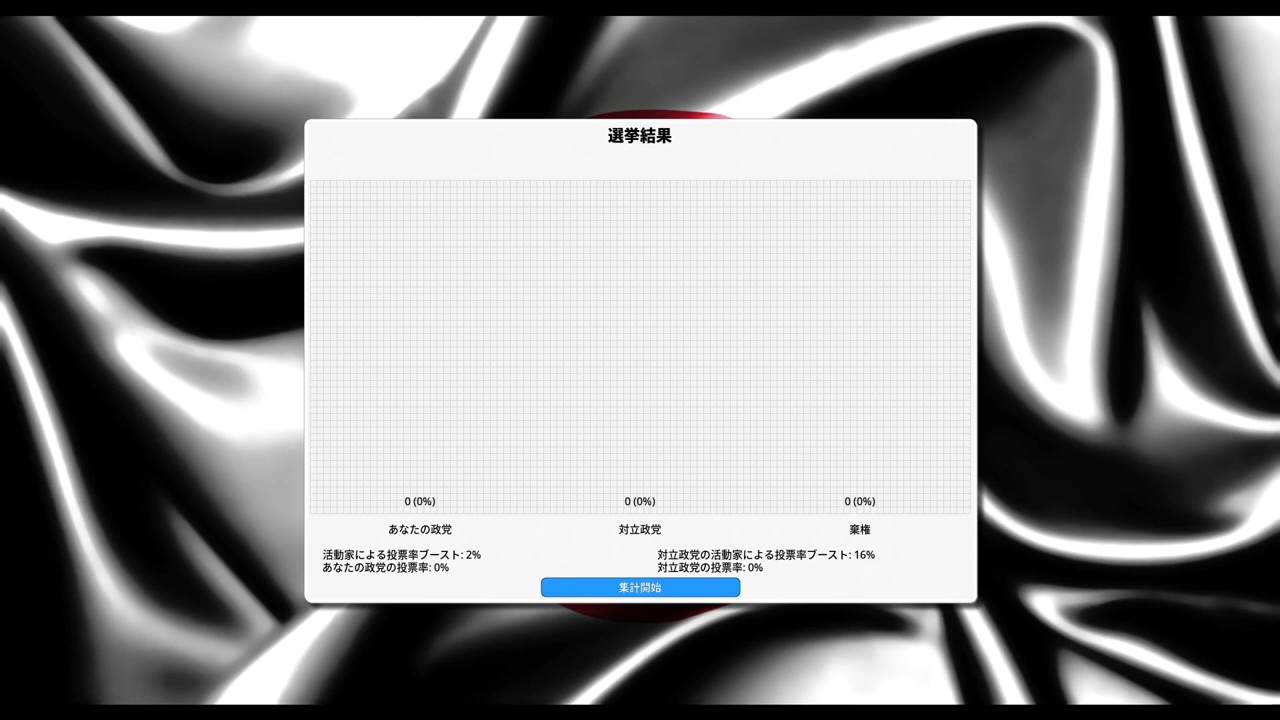 選挙結果
0 (0%)
0 (0%)
0 (0%)
あなたの政党
対立政党
棄権
活動家による投票率ブースト: 2%
対立政党の活動家による投票率ブースト: 16%
あなたの政党の投票率: 0%
対立政党の投票率: 0%
集計開始